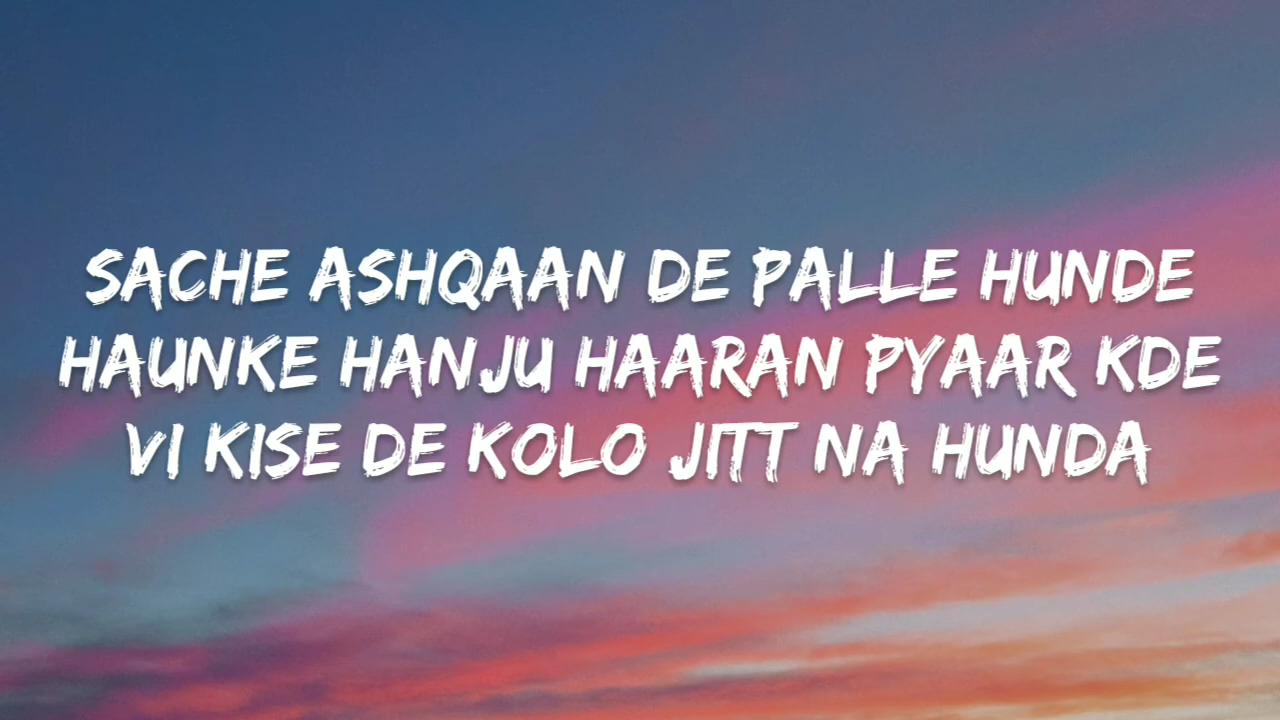 SACHE ASHQAAN DE PALLE HUNDE
HAUNKE HANJU HAARAN PYAAR KDE
VI KISE DE KOLO JITT NA HUNDA